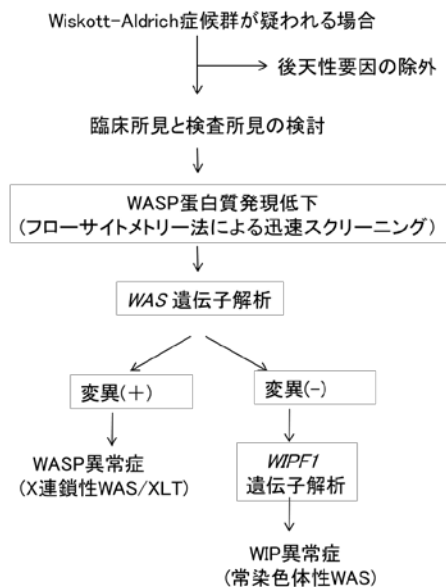 Wiskott-Aldrich症候群が疑われる場合
後天性要因の除外
臨床所見と検査所見の検討
WASP蛋白質発現低下
(フローサイトメトリー法による迅速スクリーニング)
WAS 遺伝子解析
変異(+)
変異(-)
WASP異常症
(X連鎖性WAS/XLT)
WIPF1
遺伝子解析
WIP異常症
(常染色体性WAS)